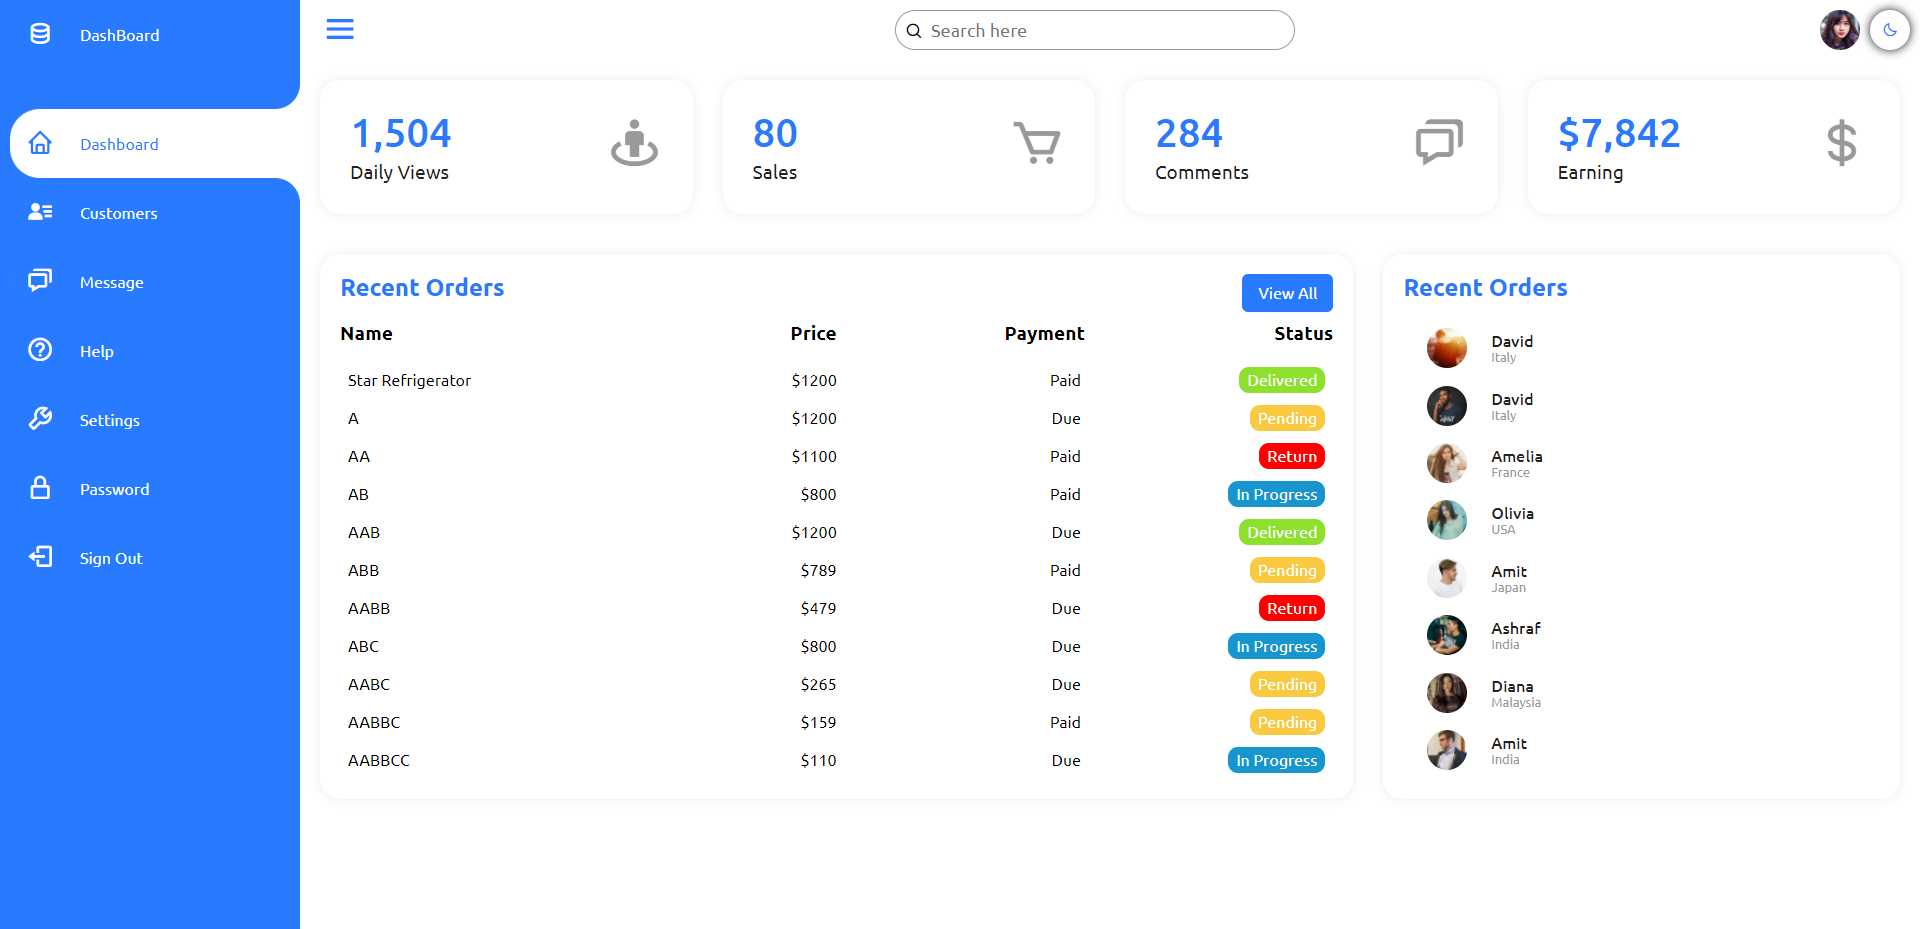 DashBoard
Dashboard
Customers
Message
Help
Settings
Password
Sign Out
Search here
1,504
Daily Views
80
Sales
284
Comments
$7,842
Earning
Recent Orders
View All
Name Price Payment Status
Star Refrigerator $1200 Paid Delivered
A $1200 Due Pending
AA $1100 Paid Return
AB $800 Paid In Progress
AAB $1200 Due Delivered
ABB $789 Paid Pending
AABB $479 Due Return
ABC $800 Due In Progress
AABC $265 Due Pending
AABBC $159 Paid Pending
AABBCC $110 Due In Progress
Recent Orders
David
Italy
David
Italy
Amelia
France
Olivia
USA
Amit
Japan
Ashraf
India
Diana
Malaysia
Amit
India